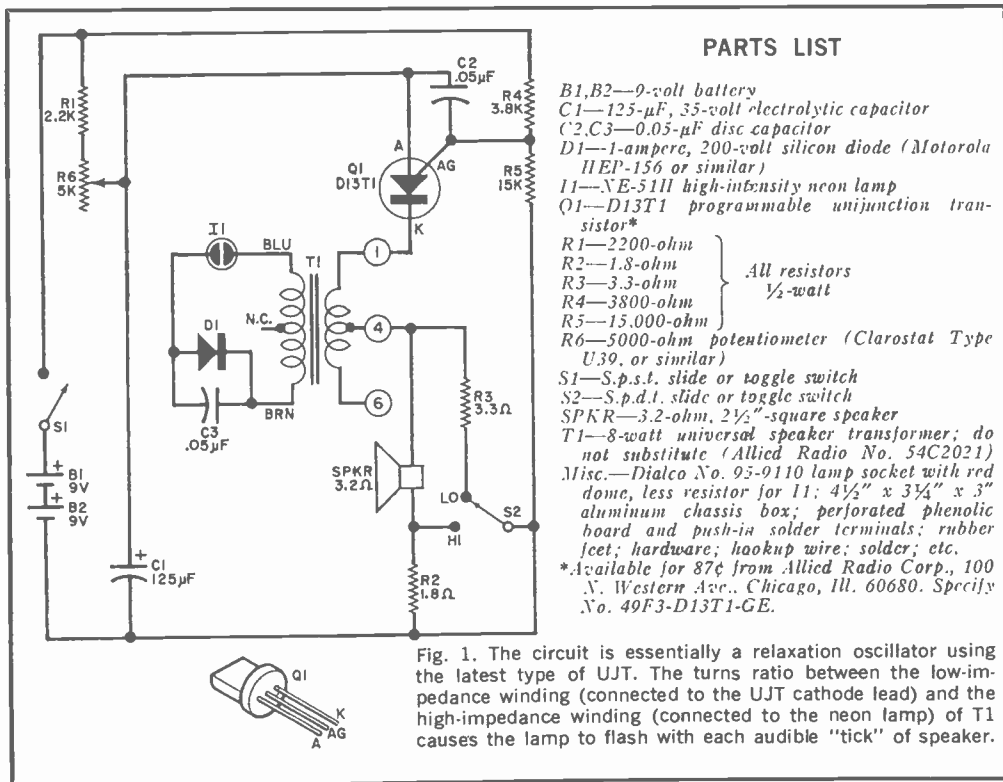 C2
.05µF
R1
2.2K
R4
3.8K
A
AG
Q1
D13T1
R6
5K
R5
15K
K
I1
BLU
T1
1
N.C.
4
D1
R3
3.3Ω
6
BRN
C3
.05µF
S1
SPKR
3.2Ω
LO
S2
+
B1
9V
+
B2
9V
HI
+
C1
125µF
R2
1.8Ω
Q1
K
AG
A
PARTS LIST
B1,B2—9-volt battery
C1—125-µF, 35-volt electrolytic capacitor
C2,C3—0.05-µF disc capacitor
D1—1-ampere, 200-volt silicon diode (Motorola
HEP-156 or similar)
I1—NE-51H high-intensity neon lamp
Q1—D13T1 programmable unijunction tran-
sistor*
R1—2200-ohm
R2—1.8-ohm
R3—3.3-ohm
R4—3800-ohm
R5—15,000-ohm
All resistors
½-watt
R6—5000-ohm potentiometer (Clarostat Type
U39, or similar)
S1—S.p.s.t. slide or toggle switch
S2—S.p.d.t. slide or toggle switch
SPKR—3.2-ohm, 2½"-square speaker
T1—8-watt universal speaker transformer; do
not substitute (Allied Radio No. 54C2021)
Misc.—Dialco No. 95-9110 lamp socket with red
dome, less resistor for I1; 4½" x 3¼" x 3"
aluminum chassis box; perforated phenolic
board and push-in solder terminals; rubber
feet; hardware; hookup wire; solder; etc.
*Available for 87¢ from Allied Radio Corp., 100
N. Western Ave., Chicago, Ill. 60680. Specify
No. 49F3-D13T1-GE.
Fig. 1. The circuit is essentially a relaxation oscillator using
the latest type of UJT. The turns ratio between the low-im-
pedance winding (connected to the UJT cathode lead) and the
high-impedance winding (connected to the neon lamp) of T1
causes the lamp to flash with each audible "tick" of speaker.